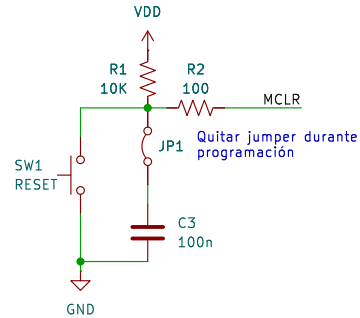 VDD
R1
10K
R2
100
MCLR
JP1
Quitar jumper durante
programación
SW1
RESET
C3
100n
GND